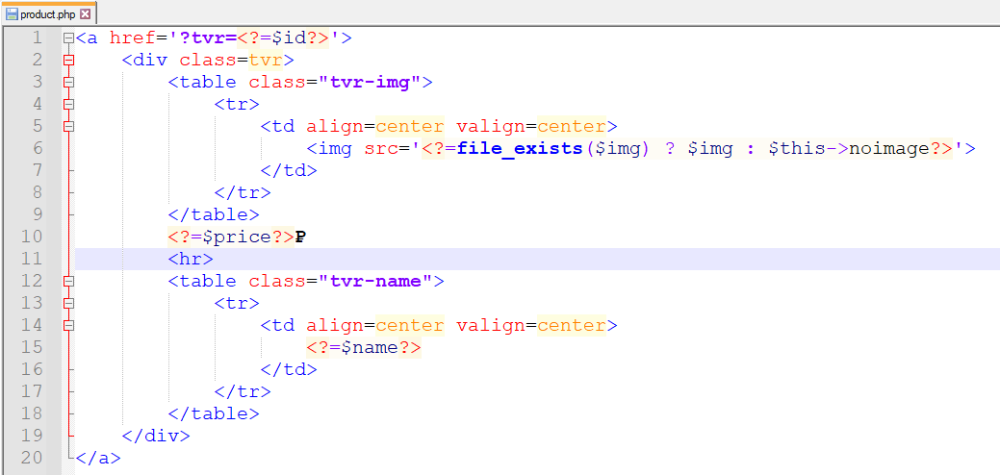 product.php
1 <a href='?tvr=<?=$id?>'>
2     <div class=tvr>
3         <table class="tvr-img">
4             <tr>
5                 <td align=center valign=center>
6                     <img src='<?=file_exists($img) ? $img : $this->noimage?>'>
7                 </td>
8             </tr>
9         </table>
10         <?=$price?>₽
11         <hr>
12         <table class="tvr-name">
13             <tr>
14                 <td align=center valign=center>
15                     <?=$name?>
16                 </td>
17             </tr>
18         </table>
19     </div>
20 </a>